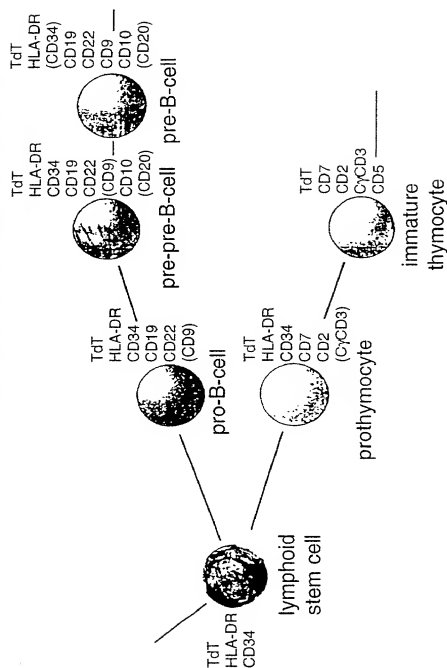 TdT
HLA-DR
CD34
lymphoid
stem cell
TdT
HLA-DR
CD34
CD19
CD22
(CD9)
pro-B-cell
TdT
HLA-DR
CD34
CD19
CD22
(CD9)
CD10
(CD20)
pre-pre-B-cell
TdT
HLA-DR
(CD34)
CD19
CD22
CD9
CD10
(CD20)
pre-B-cell
TdT
HLA-DR
CD34
CD7
CD2
(CγCD3)
prothymocyte
TdT
CD7
CD2
CγCD3
CD5
immature
thymocyte